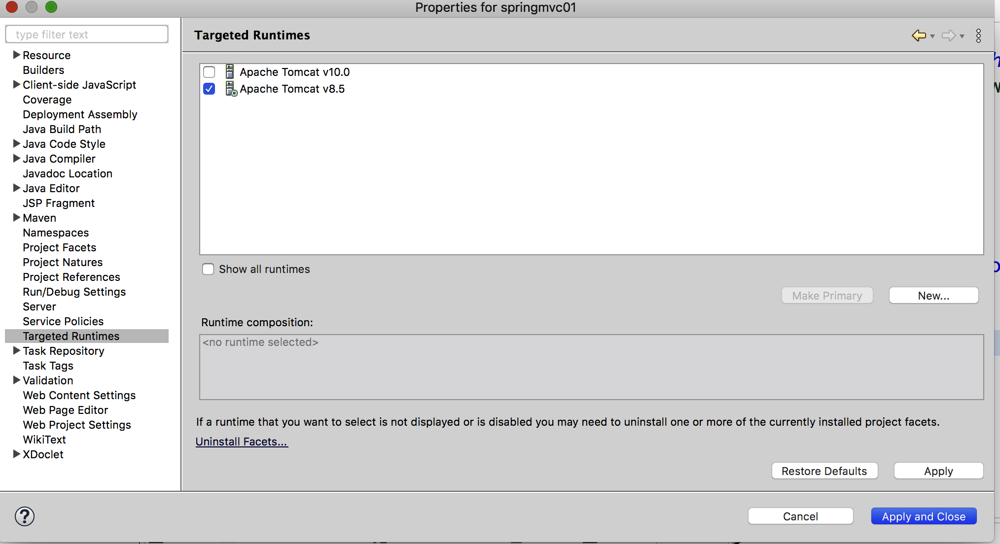 Properties for springmvc01
type filter text
Resource
Builders
Client-side JavaScript
Coverage
Deployment Assembly
Java Build Path
Java Code Style
Java Compiler
Javadoc Location
Java Editor
JSP Fragment
Maven
Namespaces
Project Facets
Project Natures
Project References
Run/Debug Settings
Server
Service Policies
Targeted Runtimes
Task Repository
Task Tags
Validation
Web Content Settings
Web Page Editor
Web Project Settings
WikiText
XDoclet
Targeted Runtimes
Apache Tomcat v10.0
Apache Tomcat v8.5
Show all runtimes
Make Primary
New...
Runtime composition:
<no runtime selected>
If a runtime that you want to select is not displayed or is disabled you may need to uninstall one or more of the currently installed project facets.
Uninstall Facets...
Restore Defaults
Apply
?
Cancel
Apply and Close